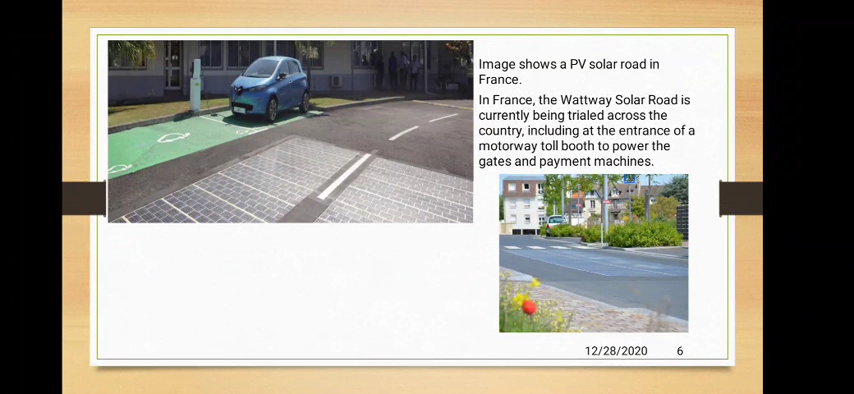 Image shows a PV solar road in
France.
In France, the Wattway Solar Road is
currently being trialed across the
country, including at the entrance of a
motorway toll booth to power the
gates and payment machines.
12/28/2020
6